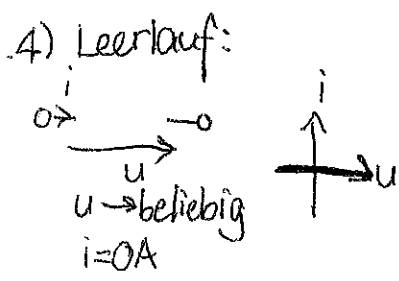 4) Leerlauf:
i
i
u
u
u → beliebig
i=0A